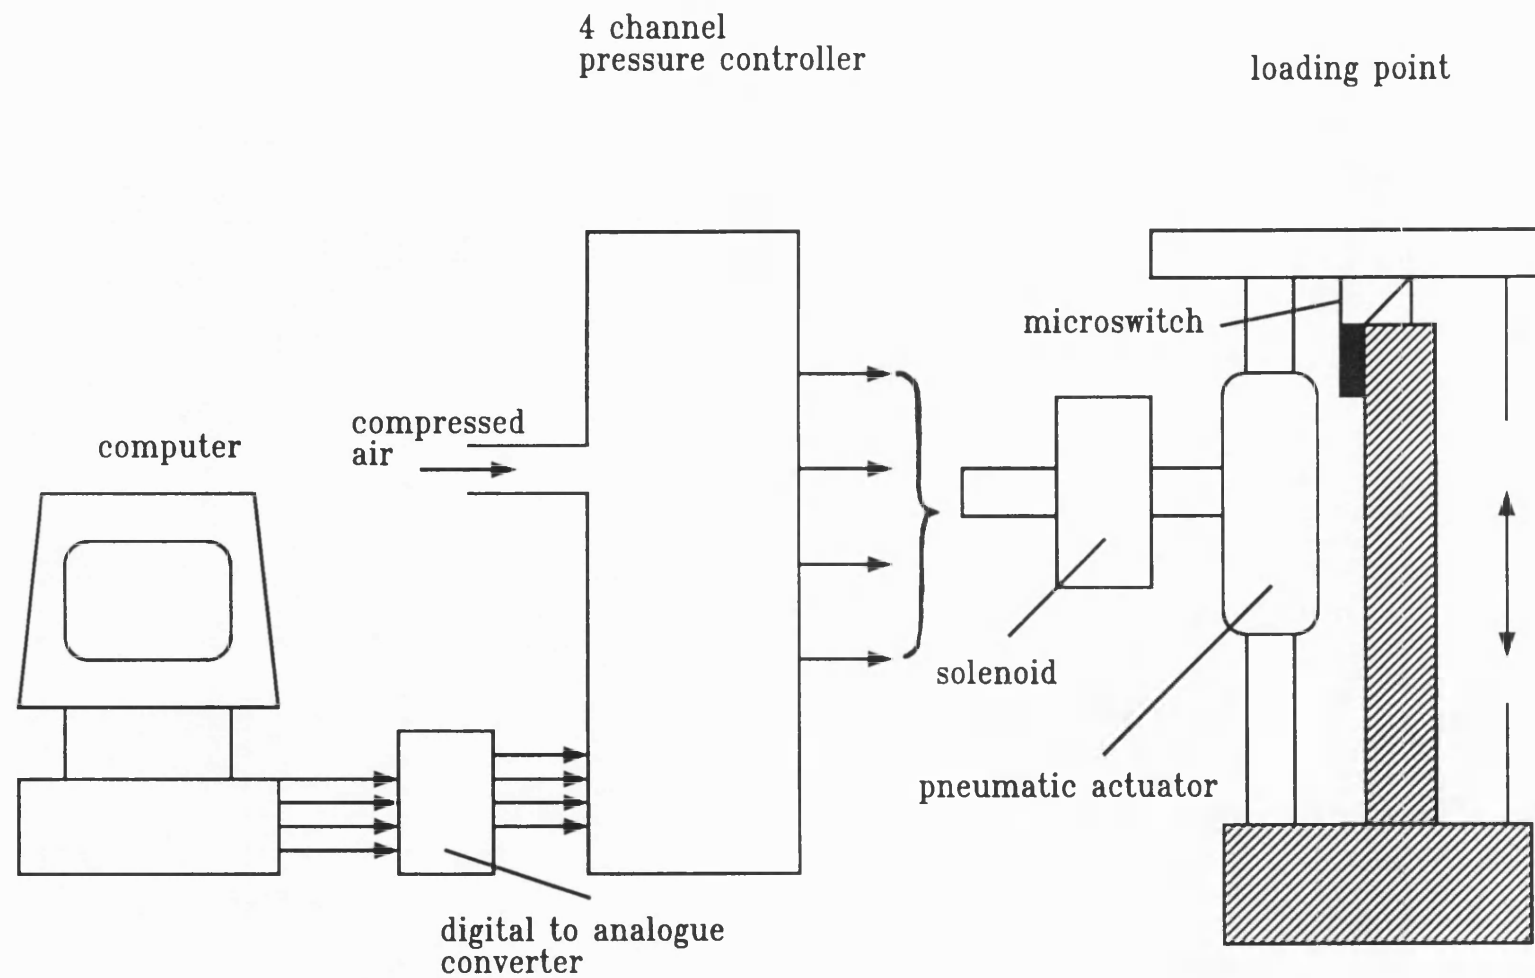 4 channel
pressure controller
loading point
microswitch
compressed
air
computer
solenoid
pneumatic actuator
digital to analogue
converter